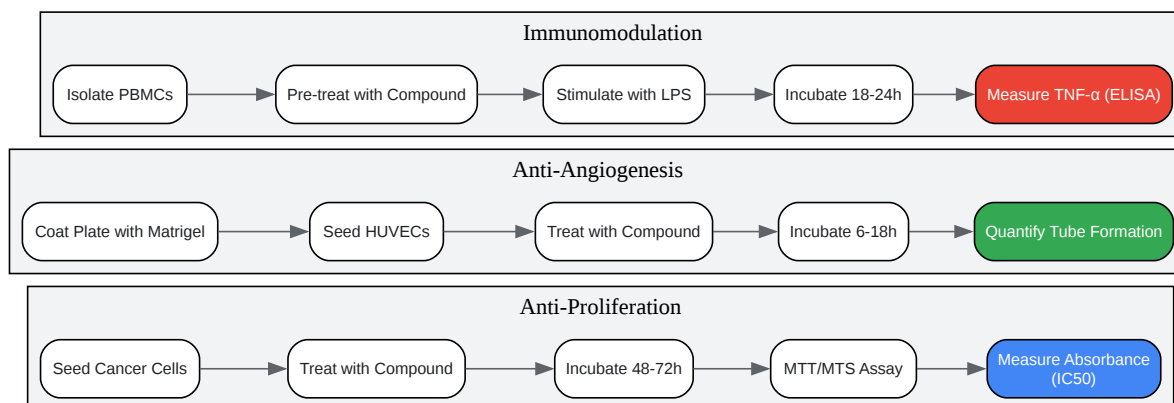 Immunomodulation
Isolate PBMCs
Pre-treat with Compound
Stimulate with LPS
Incubate 18-24h
Measure TNF-α (ELISA)
Anti-Angiogenesis
Coat Plate with Matrigel
Seed HUVECs
Treat with Compound
Incubate 6-18h
Quantify Tube Formation
Anti-Proliferation
Seed Cancer Cells
Treat with Compound
Incubate 48-72h
MTT/MTS Assay
Measure Absorbance
(IC50)